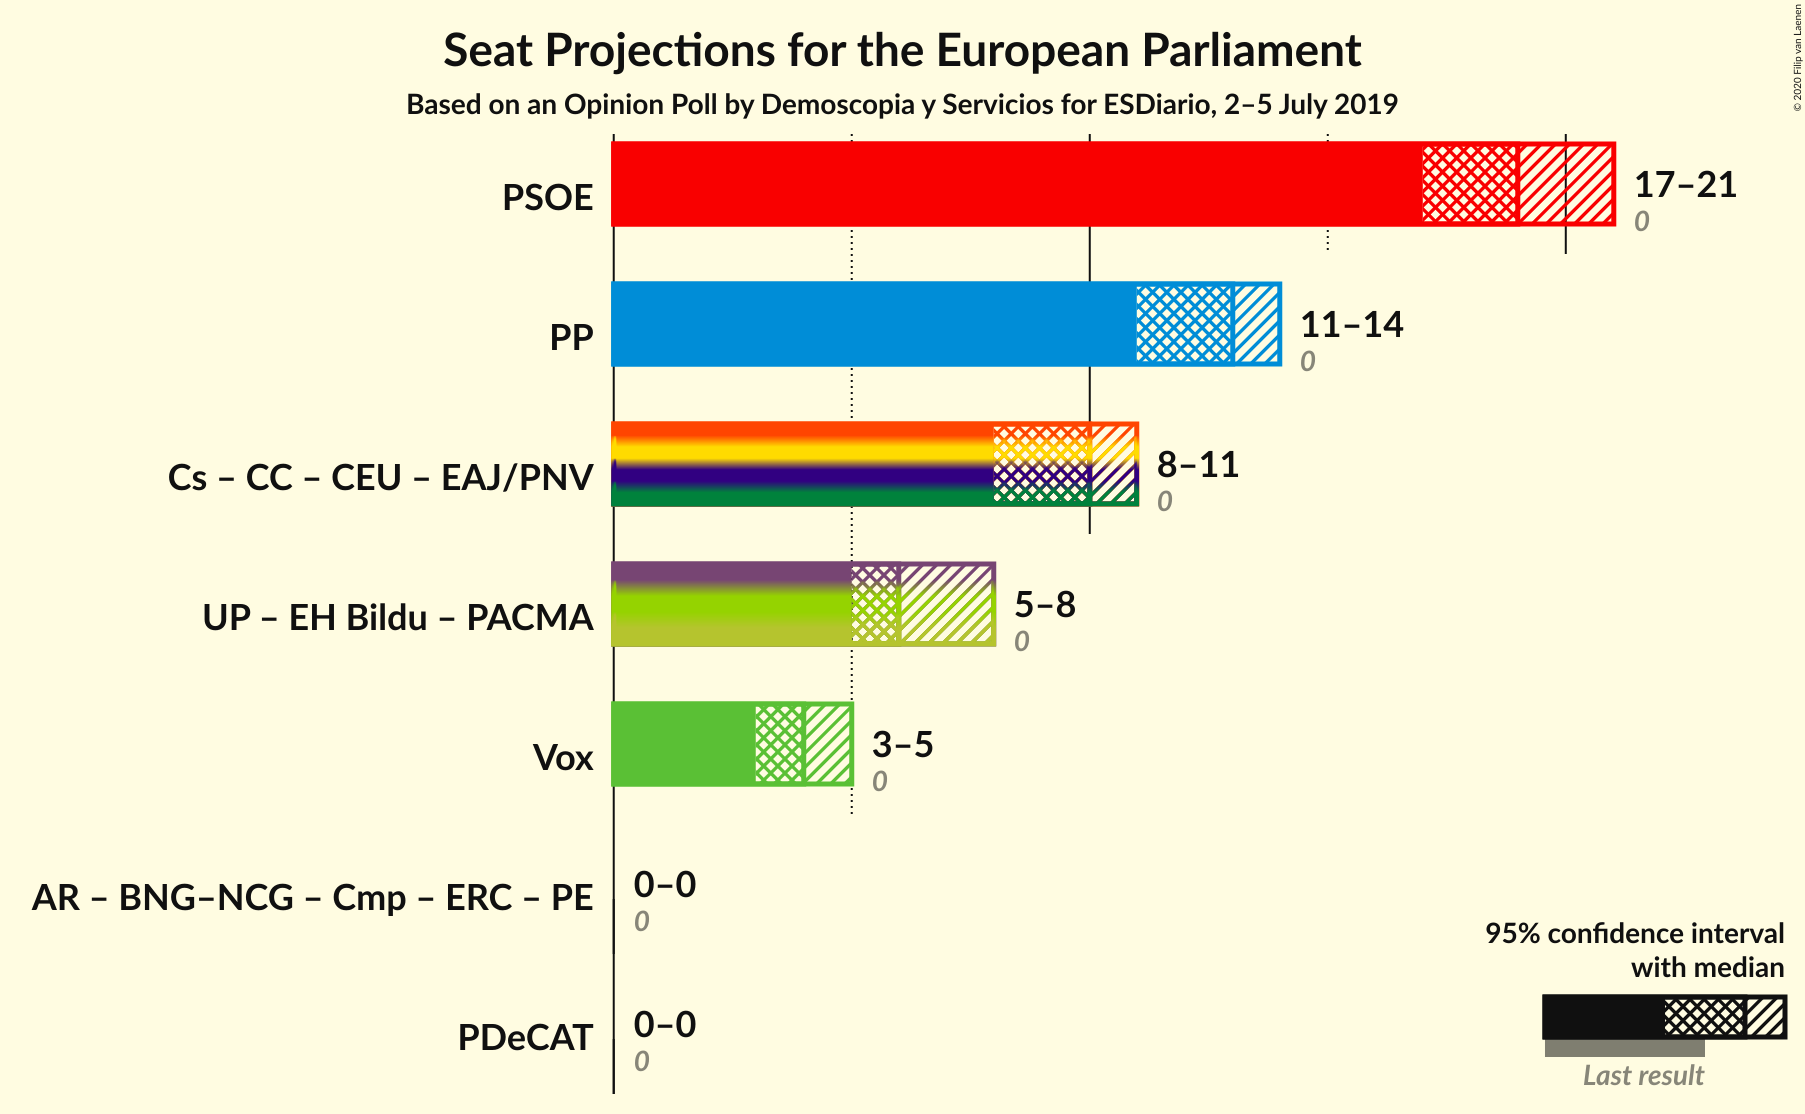 Seat Projections for the European Parliament
Based on an Opinion Poll by Demoscopia y Servicios for ESDiario, 2–5 July 2019
© 2020 Filip van Laenen
PSOE
17–21
0
PP
11–14
0
Cs – CC – CEU – EAJ/PNV
8–11
0
UP – EH Bildu – PACMA
5–8
0
Vox
3–5
0
AR – BNG–NCG – Cmp – ERC – PE
0–0
0
PDeCAT
0–0
0
95% confidence interval
with median
Last result